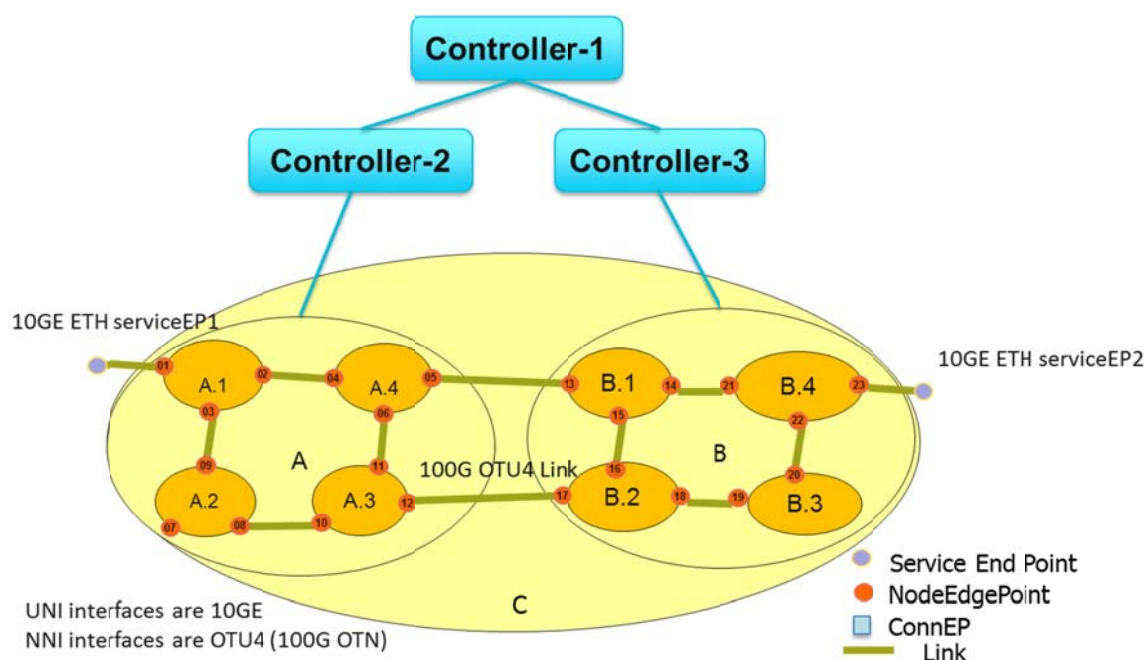 Controller-1
Controller-2
Controller-3
10GE ETH serviceEP1
10GE ETH serviceEP2
01
A.1
02
04
A.4
05
13
B.1
14
21
B.4
23
03
06
15
22
09
A
11
100G OTU4 Link
16
B
20
A.2
A.3
12
17
B.2
18
19
B.3
07
08
10
Service End Point
NodeEdgePoint
ConnEP
Link
C
UNI interfaces are 10GE
NNI interfaces are OTU4 (100G OTN)